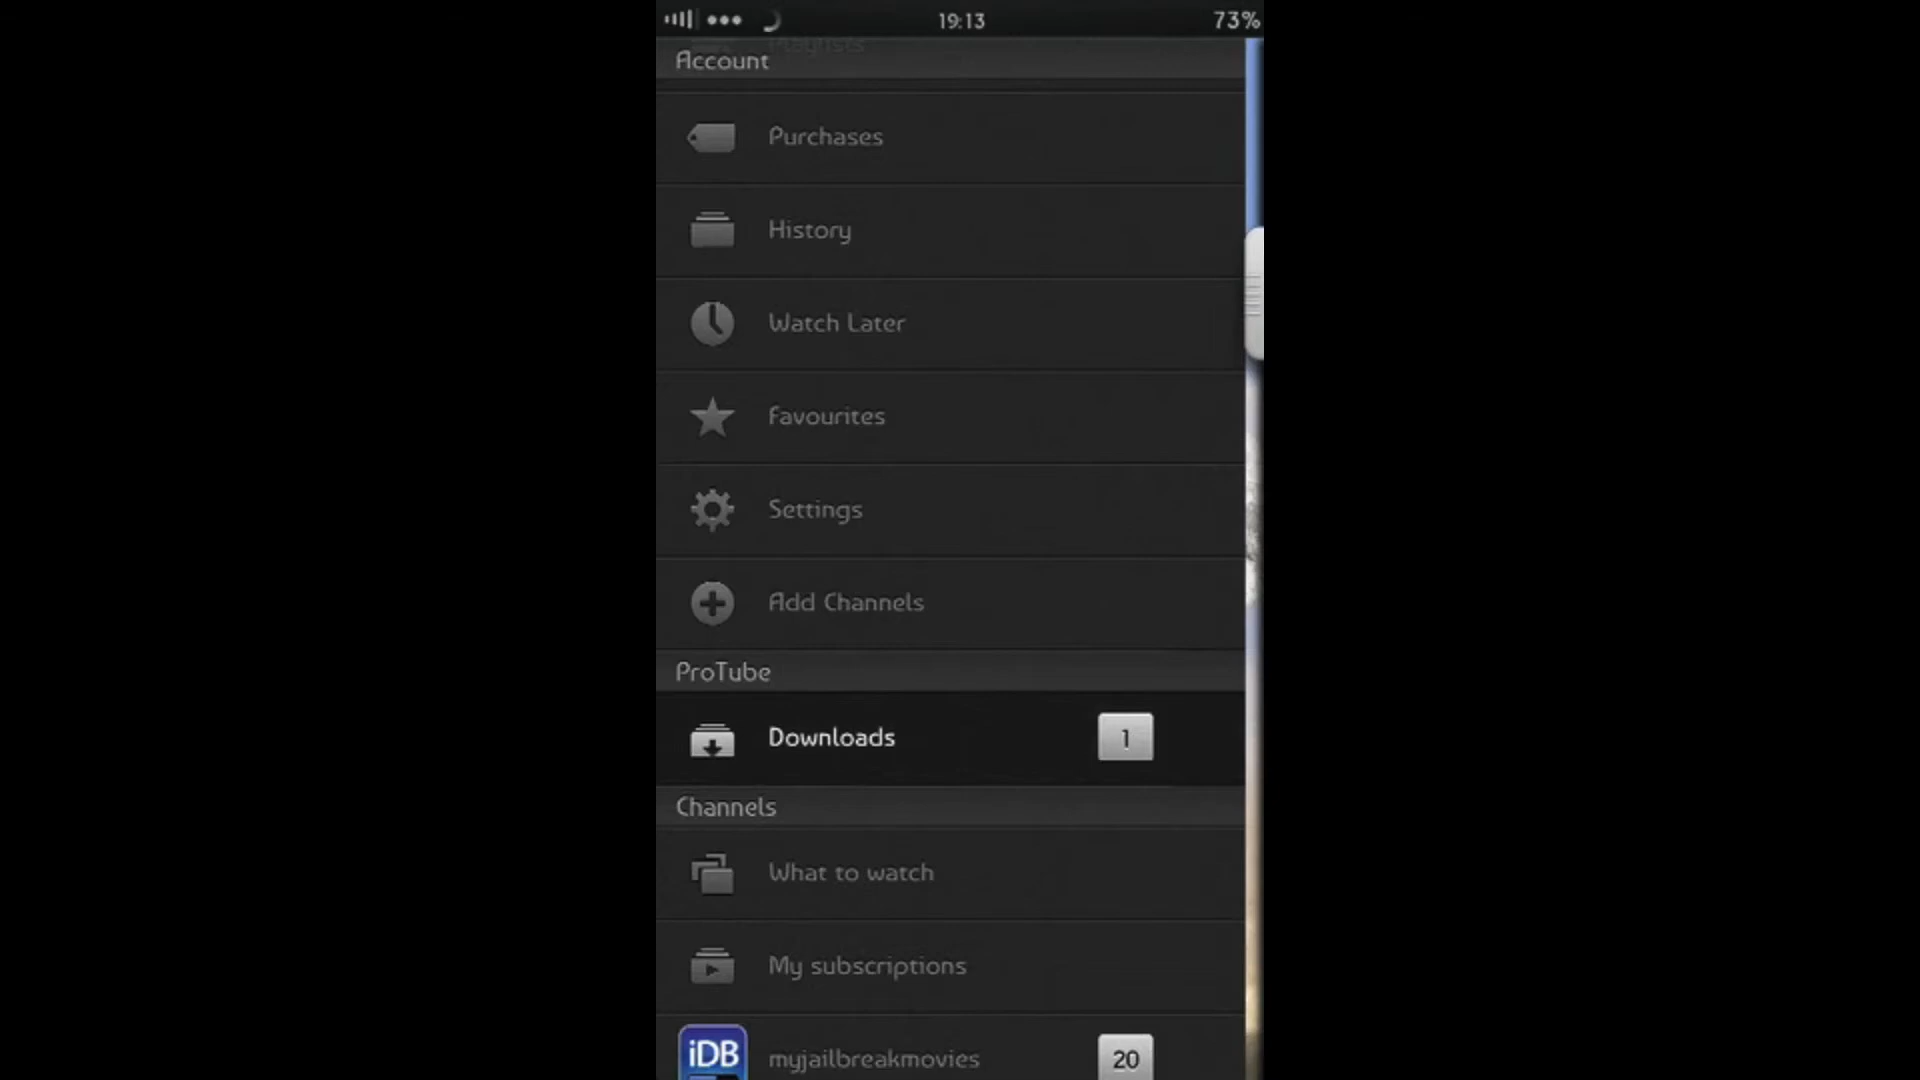 19:13
73%
Playlists
Account
Purchases
History
Watch Later
Favourites
Settings
Add Channels
ProTube
Downloads 1
Channels
What to watch
My subscriptions
iDB
myjailbreakmovies 20